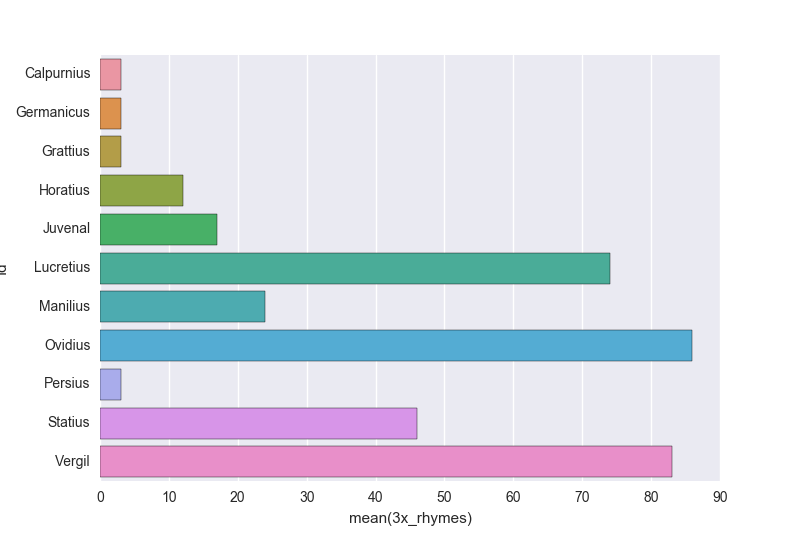 Calpurnius
Germanicus
Grattius
Horatius
Juvenal
Lucretius
Manilius
Ovidius
Persius
Statius
Vergil
0 10 20 30 40 50 60 70 80 90
mean(3x_rhymes)